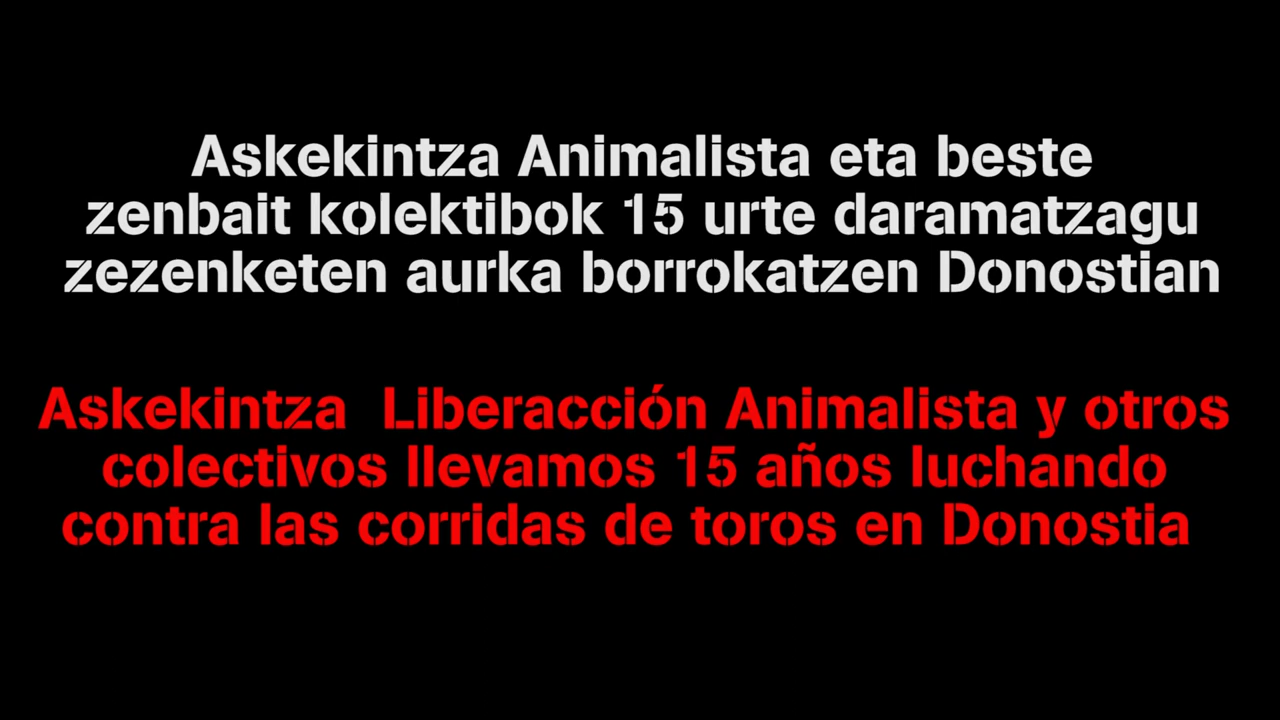 Askekintza Animalista eta beste
zenbait kolektibok 15 urte daramatzagu
zezenketen aurka borrokatzen Donostian
Askekintza Liberacción Animalista y otros
colectivos llevamos 15 años luchando
contra las corridas de toros en Donostia